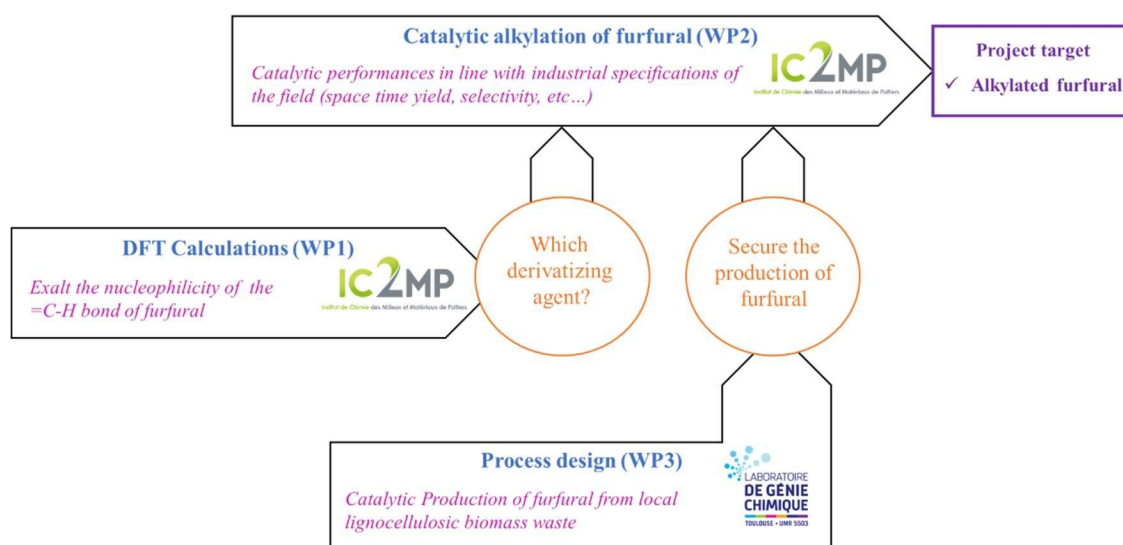 Catalytic alkylation of furfural (WP2)
Catalytic performances in line with industrial specifications of
the field (space time yield, selectivity, etc…)
IC2MP
Institut de Chimie des Milieux et Matériaux de Poitiers
Project target
✓ Alkylated furfural
DFT Calculations (WP1)
Exalt the nucleophilicity of the
=C-H bond of furfural
IC2MP
Institut de Chimie des Milieux et Matériaux de Poitiers
Which
derivatizing
agent?
Secure the
production of
furfural
Process design (WP3)
Catalytic Production of furfural from local
lignocellulosic biomass waste
LABORATOIRE
DE GÉNIE
CHIMIQUE
TOULOUSE • UMR 5503